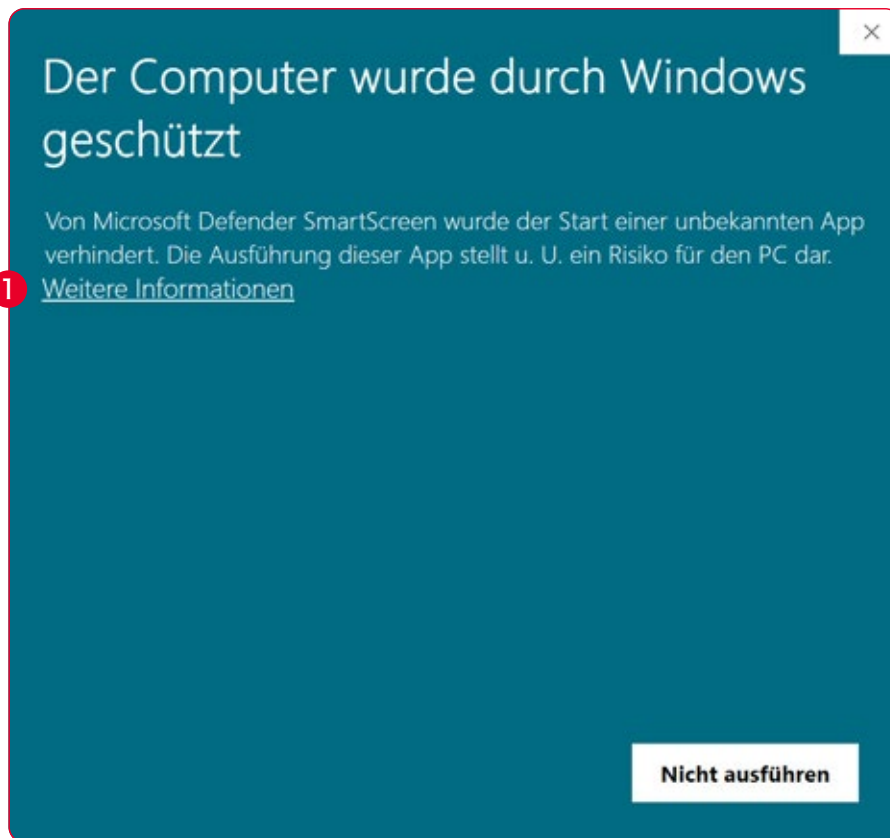 Der Computer wurde durch Windows
geschützt
Von Microsoft Defender SmartScreen wurde der Start einer unbekannten App
verhindert. Die Ausführung dieser App stellt u. U. ein Risiko für den PC dar.
1 Weitere Informationen
Nicht ausführen